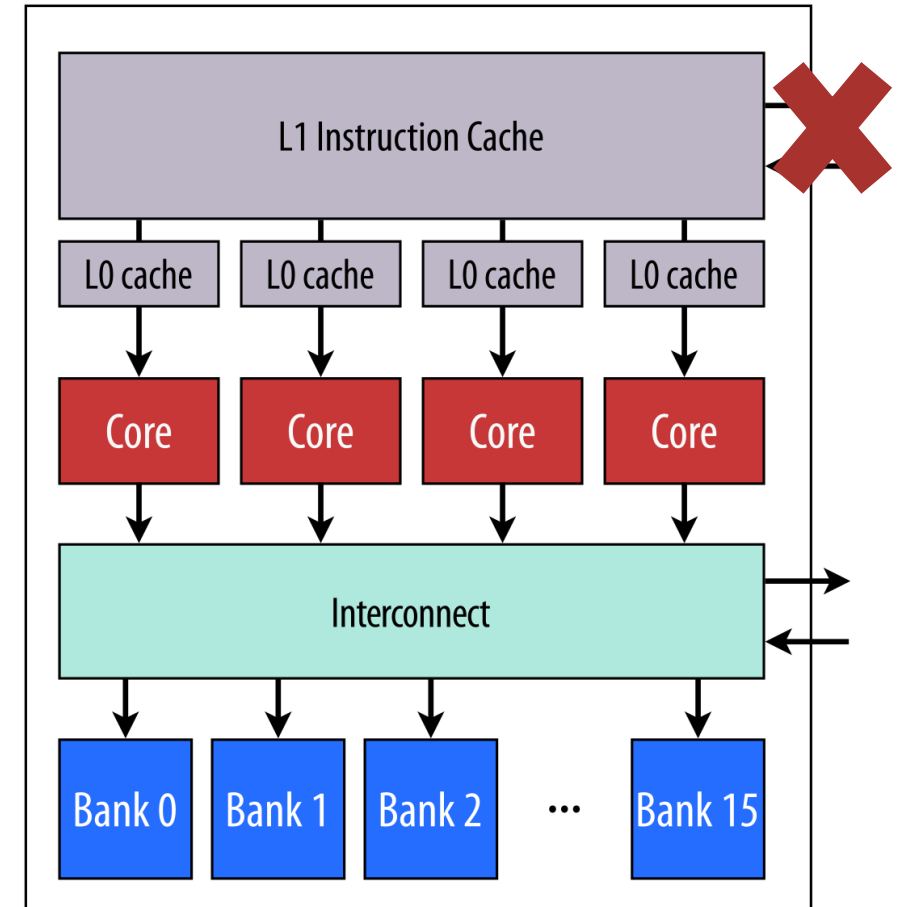 L1 Instruction Cache
L0 cache L0 cache L0 cache L0 cache
Core Core Core Core
Interconnect
Bank 0 Bank 1 Bank 2 ... Bank 15